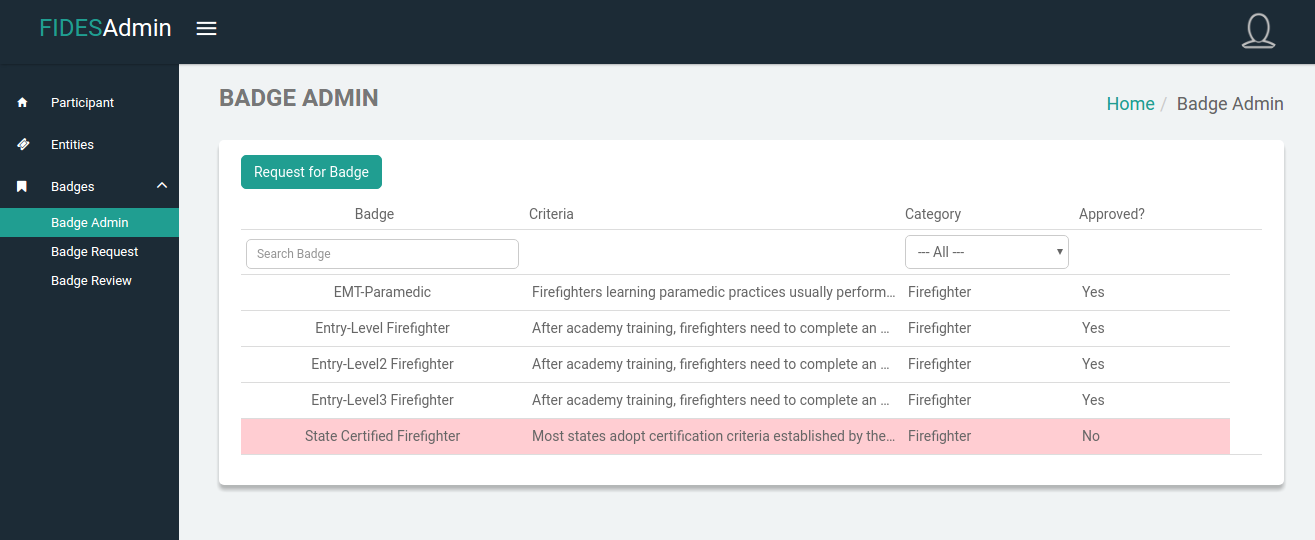 FIDESAdmin
Participant
Entities
Badges
Badge Admin
Badge Request
Badge Review
BADGE ADMIN
Home / Badge Admin
Request for Badge
Badge Criteria Category Approved?
Search Badge --- All ---
EMT-Paramedic Firefighters learning paramedic practices usually perform... Firefighter Yes
Entry-Level Firefighter After academy training, firefighters need to complete an ... Firefighter Yes
Entry-Level2 Firefighter After academy training, firefighters need to complete an ... Firefighter Yes
Entry-Level3 Firefighter After academy training, firefighters need to complete an ... Firefighter Yes
State Certified Firefighter Most states adopt certification criteria established by the... Firefighter No